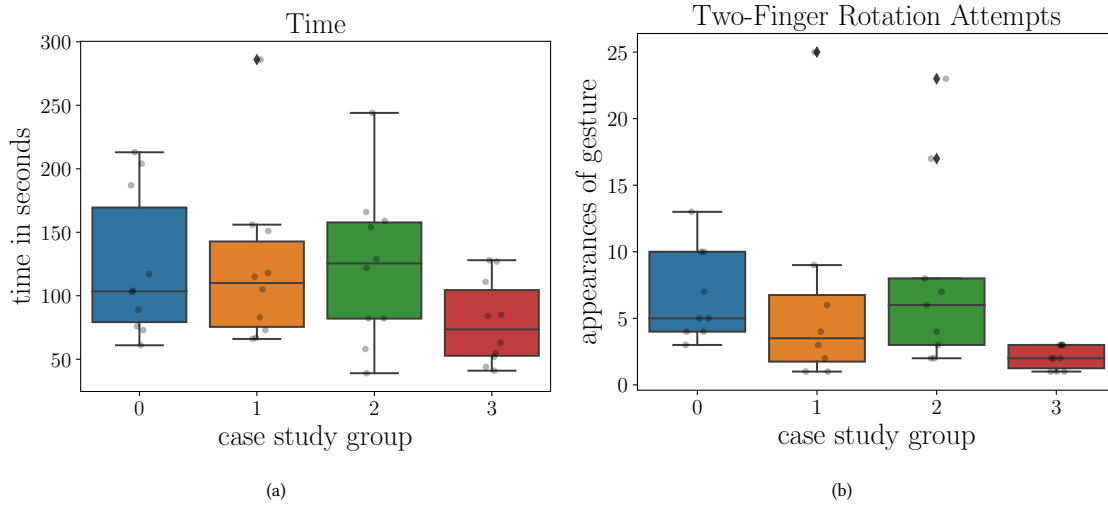 Time
300
250
200
150
100
50
time in seconds
0 1 2 3
case study group
(a)
Two-Finger Rotation Attempts
25
20
15
10
5
0
appearances of gesture
0 1 2 3
case study group
(b)